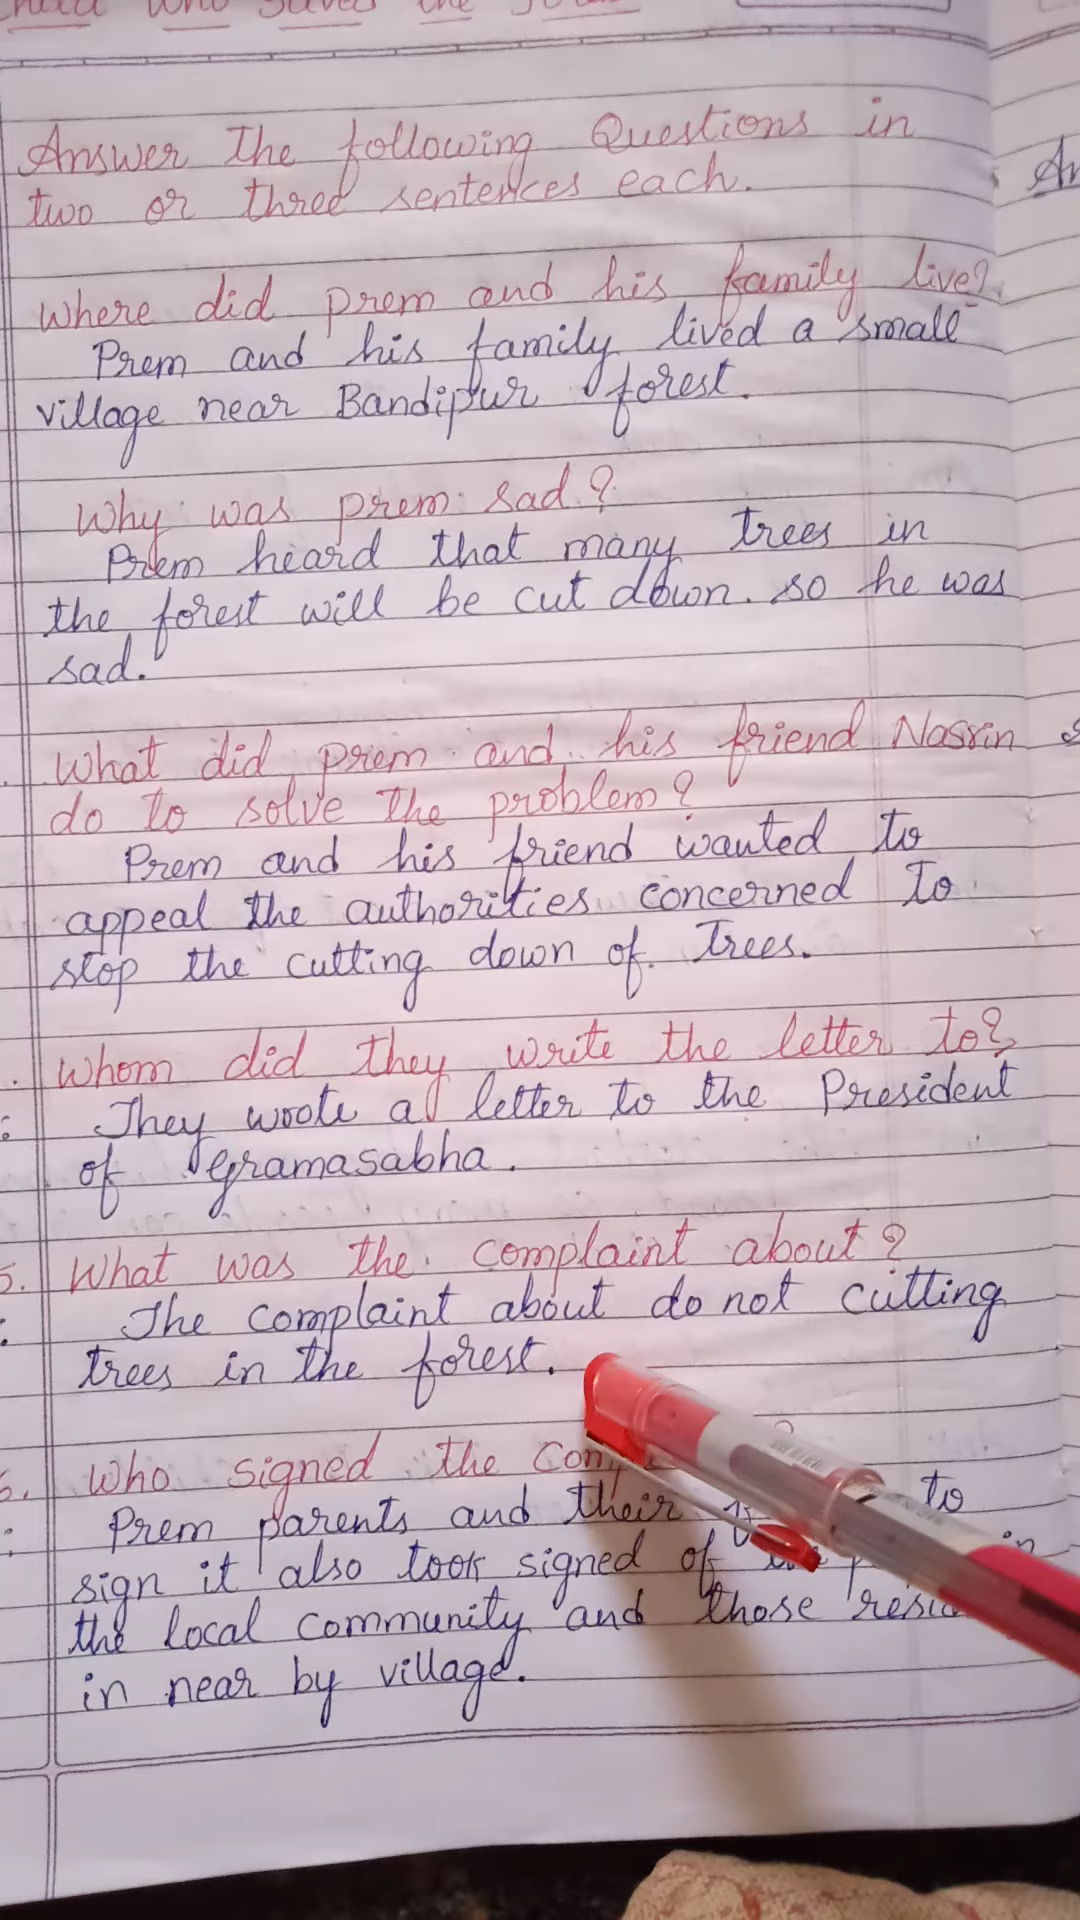 Who Saves the
Answer The following Questions in
two or three sentences each.
Where did prem and his family live?
Prem and his family lived a small
village near Bandipur forest.
Why was prem sad?
Prem heard that many trees in
the forest will be cut down. so he was
sad.
What did prem and his friend Nasrin
do to solve the problem?
Prem and his friend wanted to
appeal the authorities concerned to
stop the cutting down of trees.
Whom did they write the letter to?
They wrote a letter to the President
of gramasabha.
5. What was the complaint about?
The complaint about do not cutting
trees in the forest.
6. Who signed the
Prem parents and their to
sign it also took signed of in
the local community and those
in near by village.